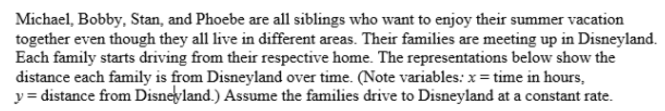 Michael, Bobby, Stan, and Phoebe are all siblings who want to enjoy their summer vacation
together even though they all live in different areas. Their families are meeting up in Disneyland.
Each family starts driving from their respective home. The representations below show the
distance each family is from Disneyland over time. (Note variables: x = time in hours,
y = distance from Disneyland.) Assume the families drive to Disneyland at a constant rate.